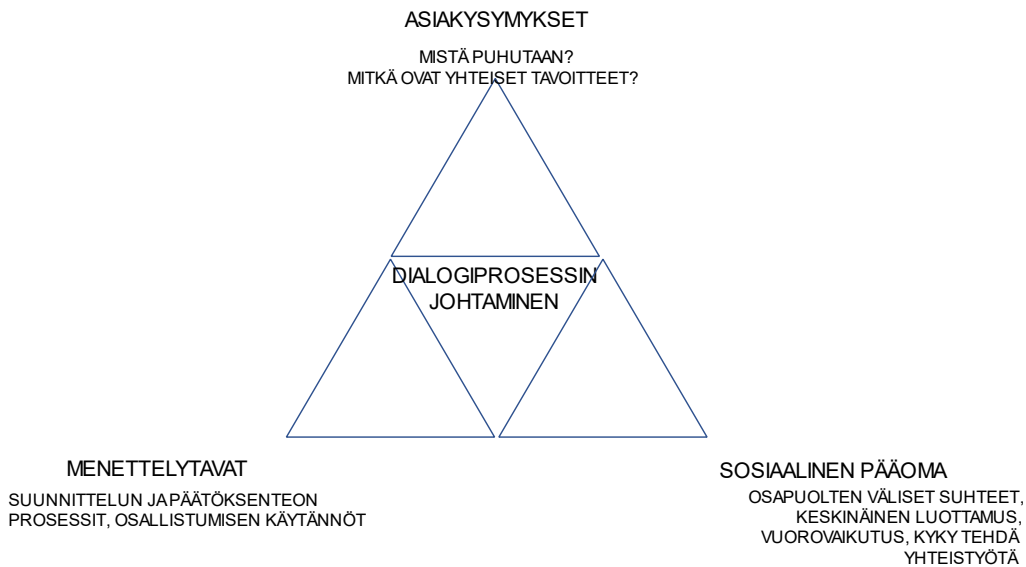 ASIAKYSYMYKSET
MISTÄ PUHUTAAN?
MITKÄ OVAT YHTEISET TAVOITTEET?
DIALOGIPROSESSIN
JOHTAMINEN
MENETTELYTAVAT
SUUNNITTELUN JA PÄÄTÖKSENTEON
PROSESSIT, OSALLISTUMISEN KÄYTÄNNÖT
SOSIAALINEN PÄÄOMA
OSAPUOLTEN VÄLISET SUHTEET,
KESKINÄINEN LUOTTAMUS,
VUOROVAIKUTUS, KYKY TEHDÄ
YHTEISTYÖTÄ